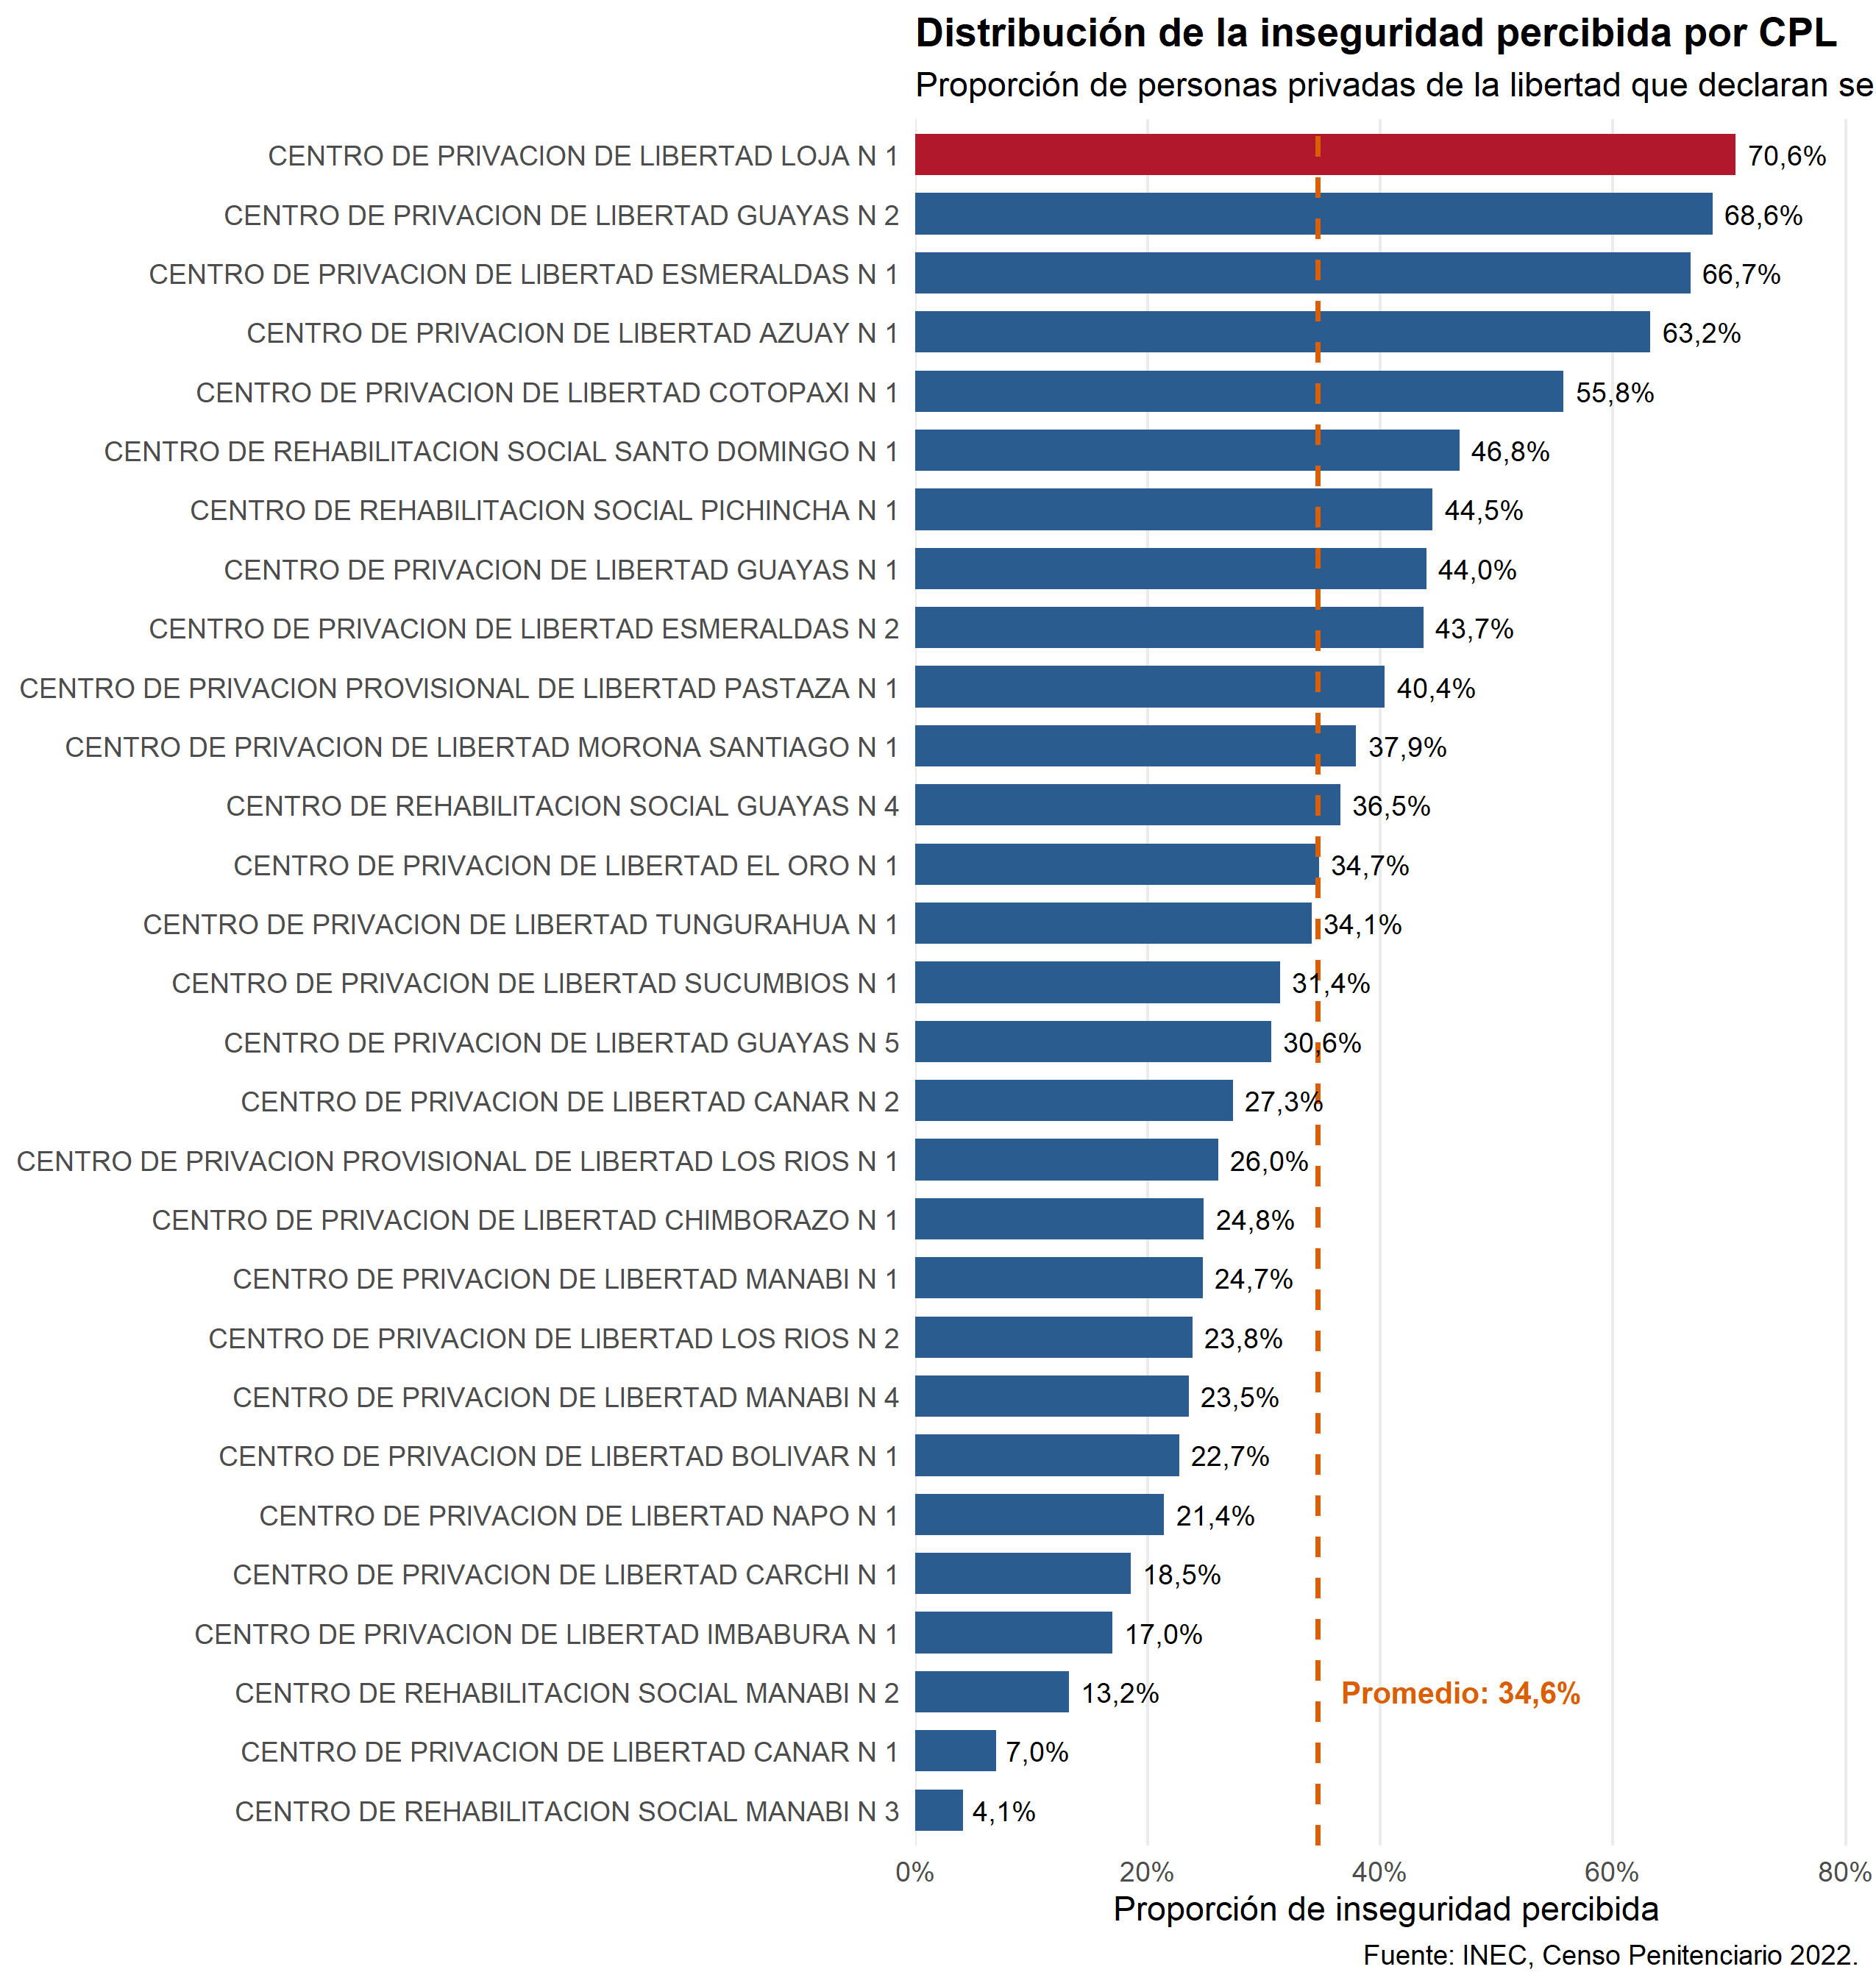 Distribución de la inseguridad percibida por CPL
Proporción de personas privadas de la libertad que declaran se
CENTRO DE PRIVACION DE LIBERTAD LOJA N 1 70,6%
CENTRO DE PRIVACION DE LIBERTAD GUAYAS N 2 68,6%
CENTRO DE PRIVACION DE LIBERTAD ESMERALDAS N 1 66,7%
CENTRO DE PRIVACION DE LIBERTAD AZUAY N 1 63,2%
CENTRO DE PRIVACION DE LIBERTAD COTOPAXI N 1 55,8%
CENTRO DE REHABILITACION SOCIAL SANTO DOMINGO N 1 46,8%
CENTRO DE REHABILITACION SOCIAL PICHINCHA N 1 44,5%
CENTRO DE PRIVACION DE LIBERTAD GUAYAS N 1 44,0%
CENTRO DE PRIVACION DE LIBERTAD ESMERALDAS N 2 43,7%
CENTRO DE PRIVACION PROVISIONAL DE LIBERTAD PASTAZA N 1 40,4%
CENTRO DE PRIVACION DE LIBERTAD MORONA SANTIAGO N 1 37,9%
CENTRO DE REHABILITACION SOCIAL GUAYAS N 4 36,5%
CENTRO DE PRIVACION DE LIBERTAD EL ORO N 1 34,7%
CENTRO DE PRIVACION DE LIBERTAD TUNGURAHUA N 1 34,1%
CENTRO DE PRIVACION DE LIBERTAD SUCUMBIOS N 1 31,4%
CENTRO DE PRIVACION DE LIBERTAD GUAYAS N 5 30,6%
CENTRO DE PRIVACION DE LIBERTAD CANAR N 2 27,3%
CENTRO DE PRIVACION PROVISIONAL DE LIBERTAD LOS RIOS N 1 26,0%
CENTRO DE PRIVACION DE LIBERTAD CHIMBORAZO N 1 24,8%
CENTRO DE PRIVACION DE LIBERTAD MANABI N 1 24,7%
CENTRO DE PRIVACION DE LIBERTAD LOS RIOS N 2 23,8%
CENTRO DE PRIVACION DE LIBERTAD MANABI N 4 23,5%
CENTRO DE PRIVACION DE LIBERTAD BOLIVAR N 1 22,7%
CENTRO DE PRIVACION DE LIBERTAD NAPO N 1 21,4%
CENTRO DE PRIVACION DE LIBERTAD CARCHI N 1 18,5%
CENTRO DE PRIVACION DE LIBERTAD IMBABURA N 1 17,0%
CENTRO DE REHABILITACION SOCIAL MANABI N 2 13,2% Promedio: 34,6%
CENTRO DE PRIVACION DE LIBERTAD CANAR N 1 7,0%
CENTRO DE REHABILITACION SOCIAL MANABI N 3 4,1%
0% 20% 40% 60% 80%
Proporción de inseguridad percibida
Fuente: INEC, Censo Penitenciario 2022.